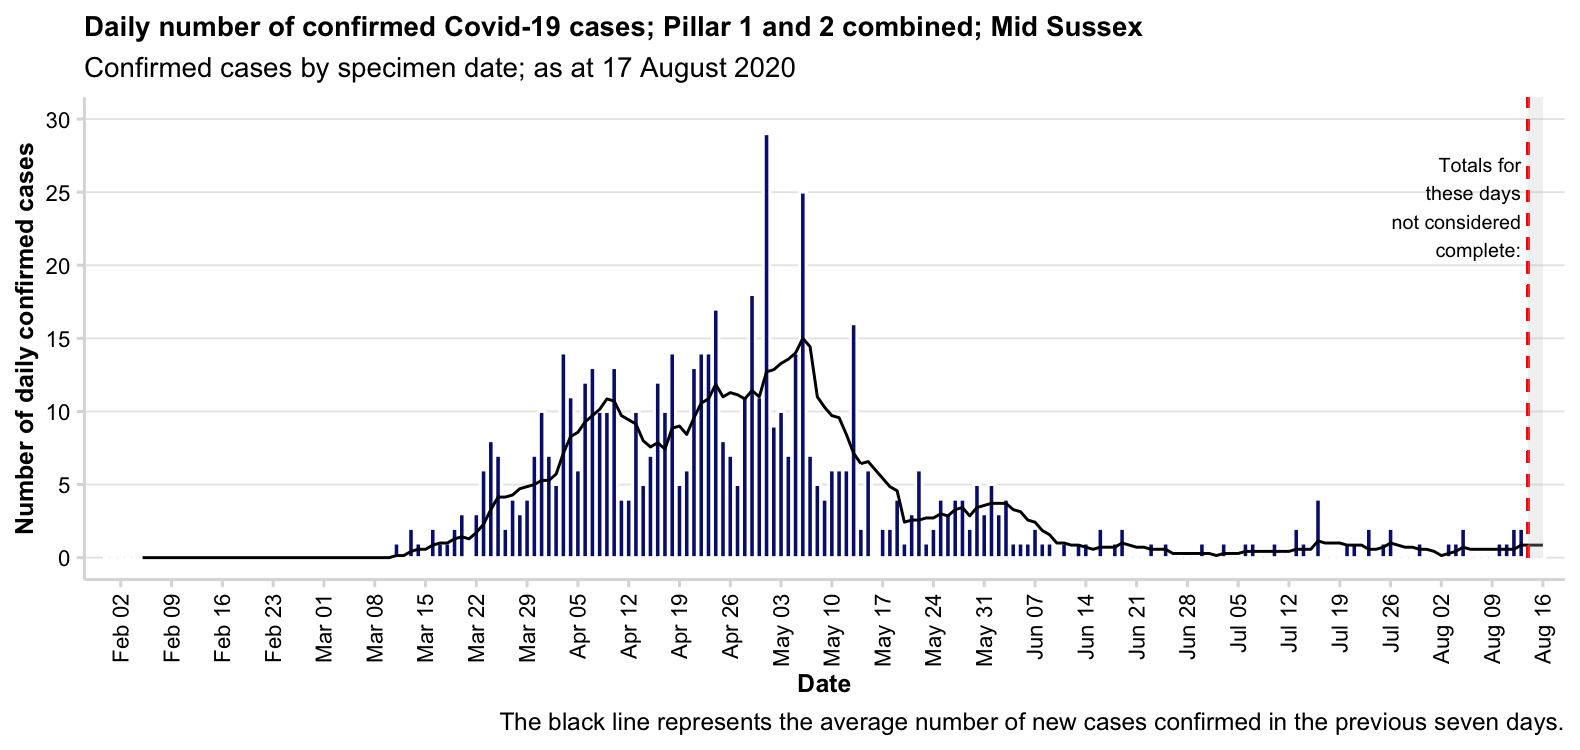 Daily number of confirmed Covid-19 cases; Pillar 1 and 2 combined; Mid Sussex
Confirmed cases by specimen date; as at 17 August 2020
Number of daily confirmed cases
30
25
20
15
10
5
0
Totals for
these days
not considered
complete:
Feb 02
Feb 09
Feb 16
Feb 23
Mar 01
Mar 08
Mar 15
Mar 22
Mar 29
Apr 05
Apr 12
Apr 19
Apr 26
May 03
May 10
May 17
May 24
May 31
Jun 07
Jun 14
Jun 21
Jun 28
Jul 05
Jul 12
Jul 19
Jul 26
Aug 02
Aug 09
Aug 16
Date
The black line represents the average number of new cases confirmed in the previous seven days.